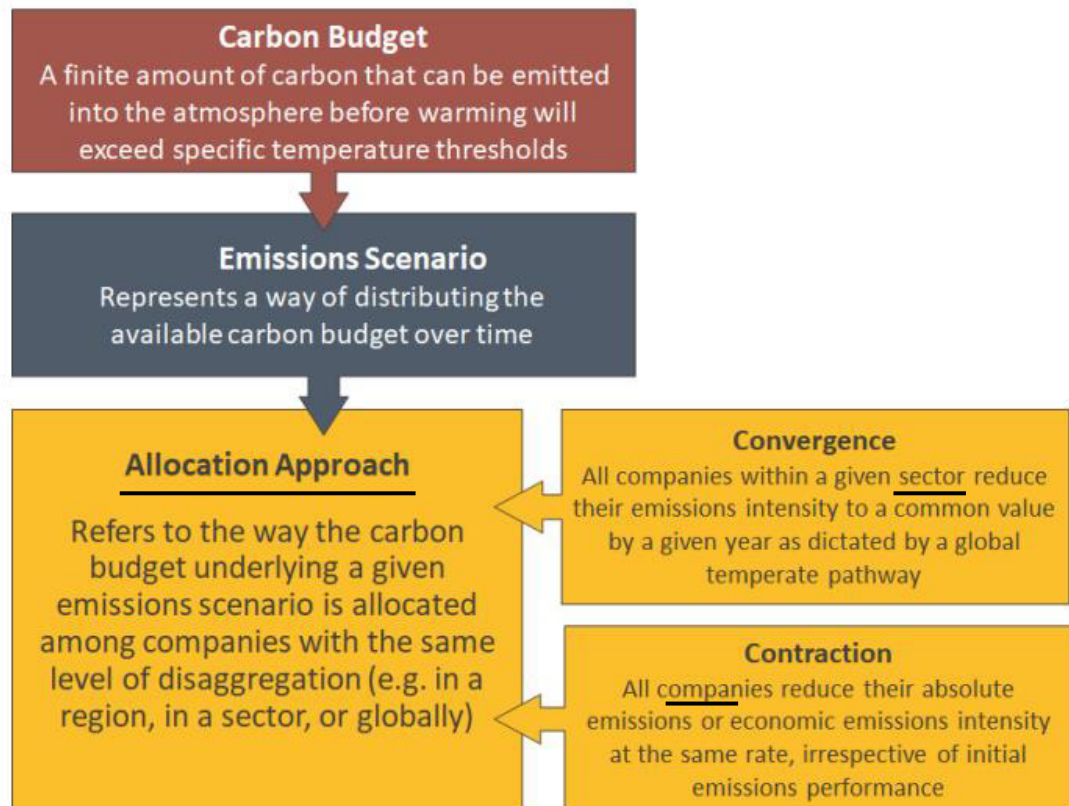 Carbon Budget
A finite amount of carbon that can be emitted
into the atmosphere before warming will
exceed specific temperature thresholds
Emissions Scenario
Represents a way of distributing the
available carbon budget over time
Allocation Approach
Refers to the way the carbon
budget underlying a given
emissions scenario is allocated
among companies with the same
level of disaggregation (e.g. in a
region, in a sector, or globally)
Convergence
All companies within a given sector reduce
their emissions intensity to a common value
by a given year as dictated by a global
temperate pathway
Contraction
All companies reduce their absolute
emissions or economic emissions intensity
at the same rate, irrespective of initial
emissions performance